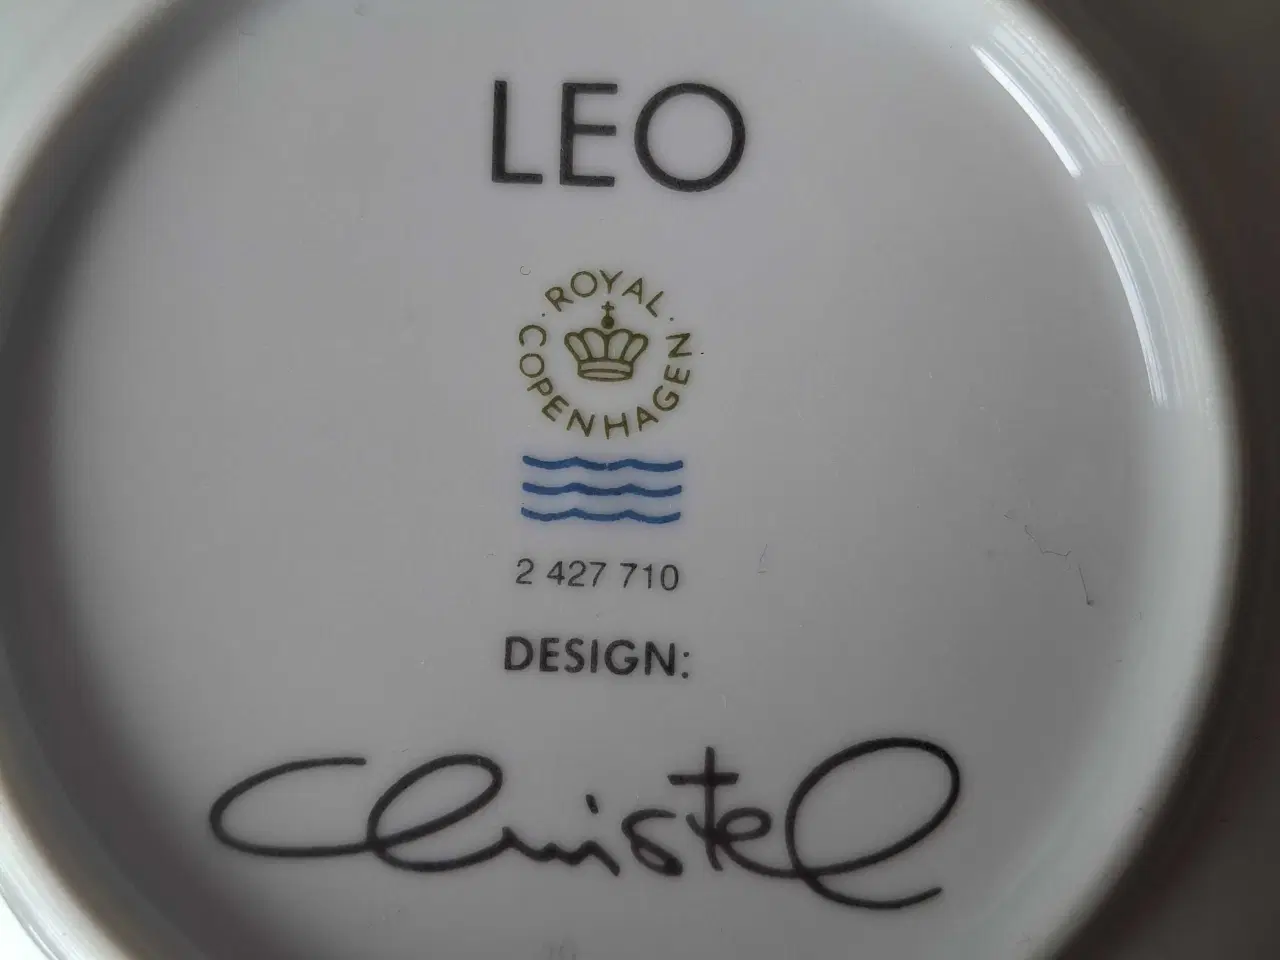 LEO
· ROYAL ·
COPENHAGEN
2 427 710
DESIGN:
Christel